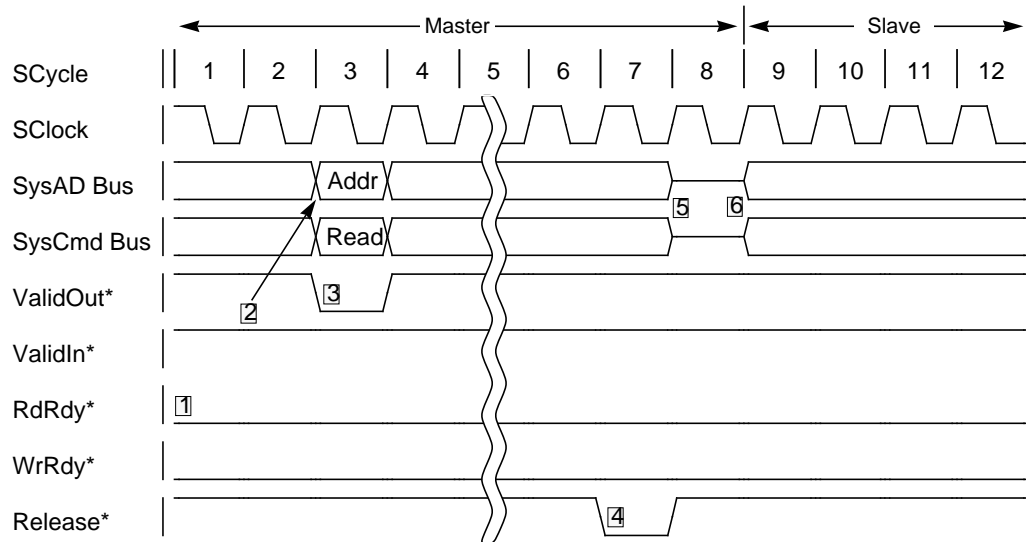 Master Slave
SCycle 1 2 3 4 5 6 7 8 9 10 11 12
SClock
SysAD Bus Addr
5 6
SysCmd Bus Read
ValidOut* 3
2
ValidIn*
RdRdy* 1
WrRdy*
Release* 4